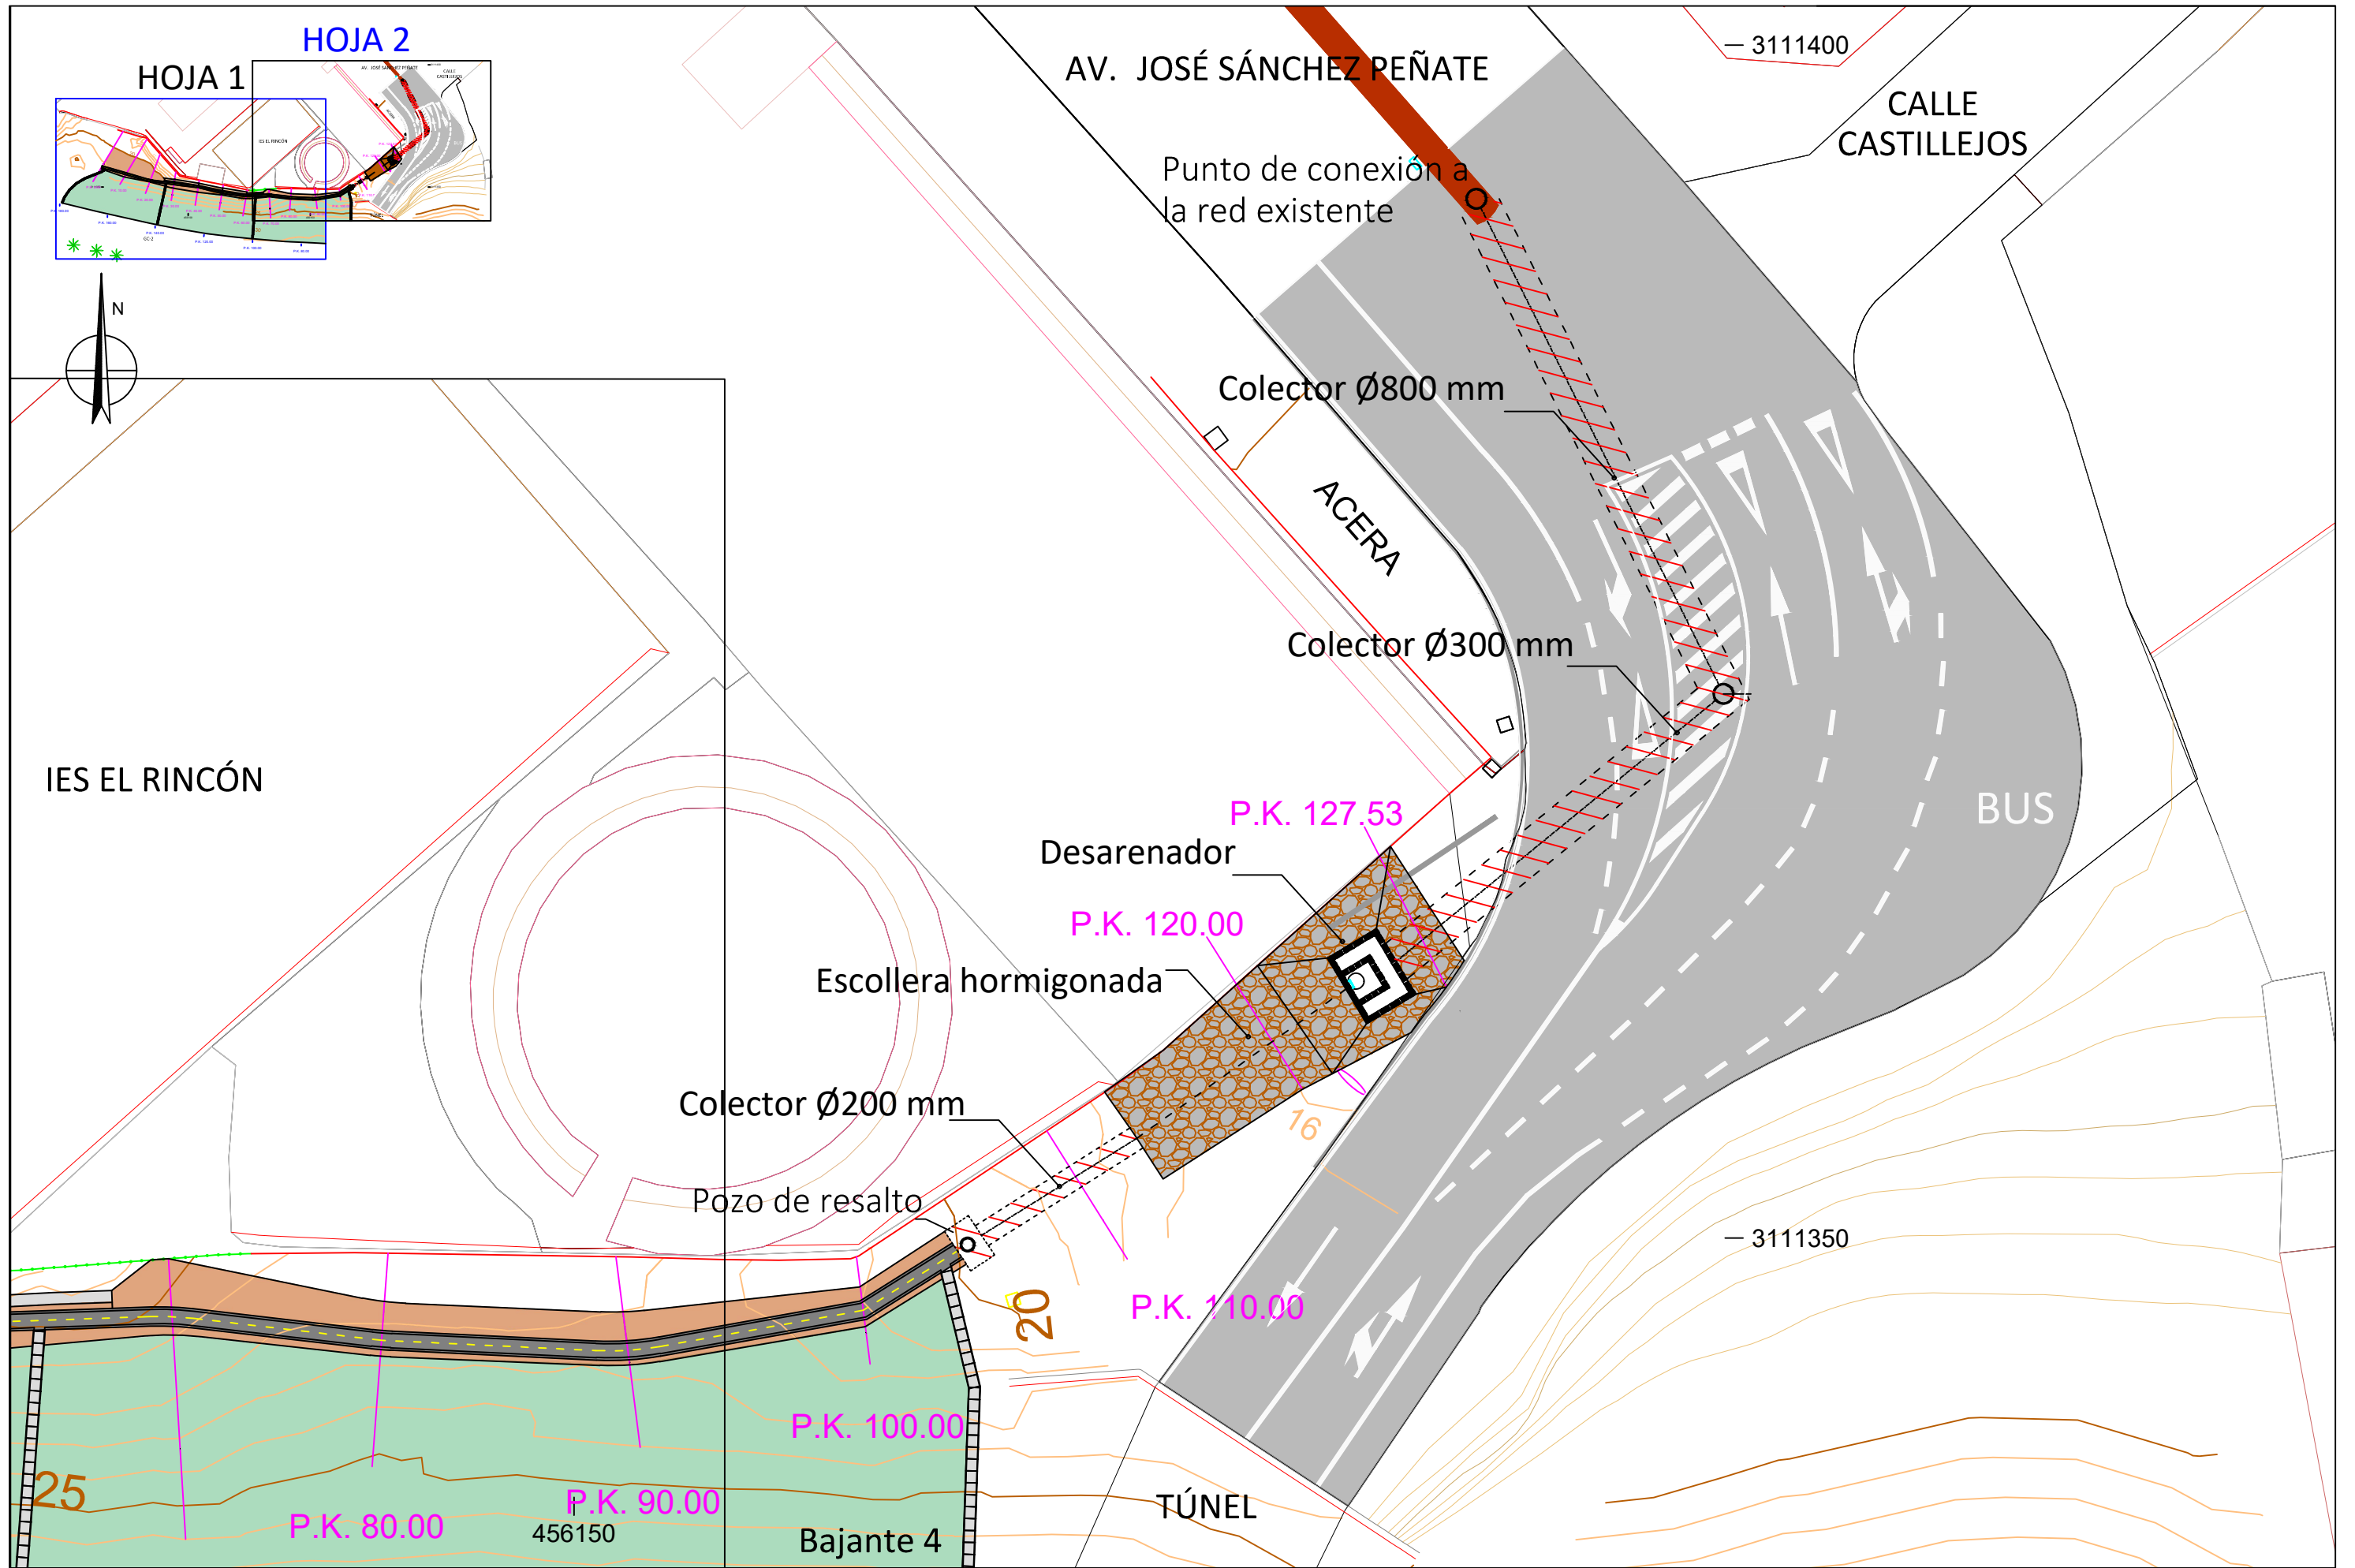 HOJA 2
HOJA 1
AV. JOSÉ SÁNCHEZ PEÑATE
3111400
CALLE
CASTILLEJOS
Punto de conexión a
la red existente
N
Colector Ø800 mm
ACERA
Colector Ø300 mm
IES EL RINCÓN
P.K. 127.53
BUS
Desarenador
P.K. 120.00
Escollera hormigonada
Colector Ø200 mm
16
Pozo de resalto
3111350
20
P.K. 110.00
P.K. 100.00
25
P.K. 90.00
P.K. 80.00
456150
Bajante 4
TÚNEL